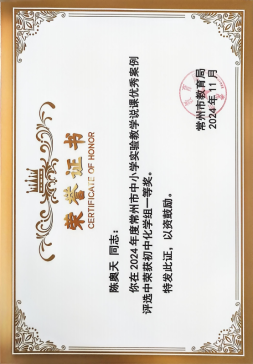 荣誉证书
CERTIFICATE OF HONOR
陈奥天 同志：
你在 2024 年度常州市中小学实验教学说课优秀案例
评选中荣获初中化学组一等奖。
特发此证，以资鼓励。
常州市教育局
2024 年 11 月